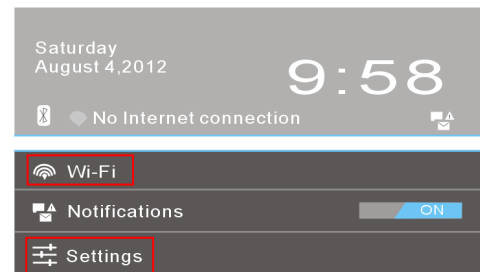 Saturday
August 4,2012
9:58
No Internet connection
Wi-Fi
Notifications
ON
Settings